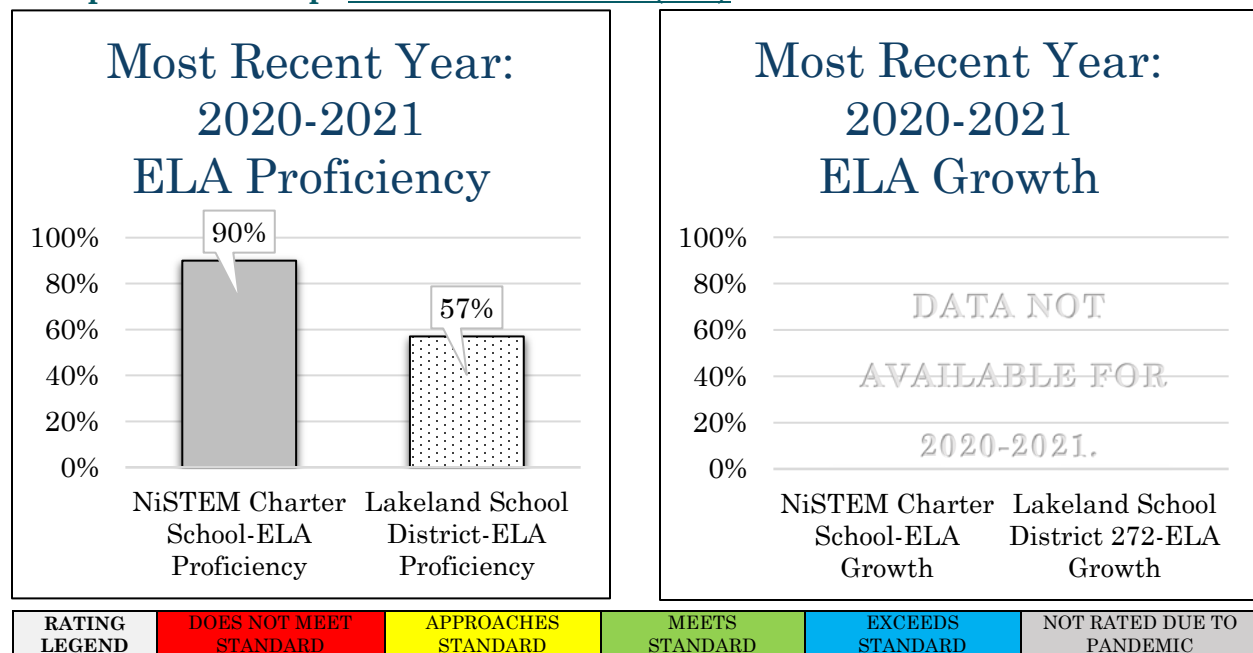 Most Recent Year:
2020-2021
ELA Proficiency
100%
80%
60%
40%
20%
0%
90%
57%
NiSTEM Charter
School-ELA
Proficiency
Lakeland School
District-ELA
Proficiency
Most Recent Year:
2020-2021
ELA Growth
100%
80%
60%
40%
20%
0%
DATA NOT
AVAILABLE FOR
2020-2021.
NiSTEM Charter
School-ELA
Growth
Lakeland School
District 272-ELA
Growth
RATING
LEGEND
DOES NOT MEET
STANDARD
APPROACHES
STANDARD
MEETS
STANDARD
EXCEEDS
STANDARD
NOT RATED DUE TO
PANDEMIC